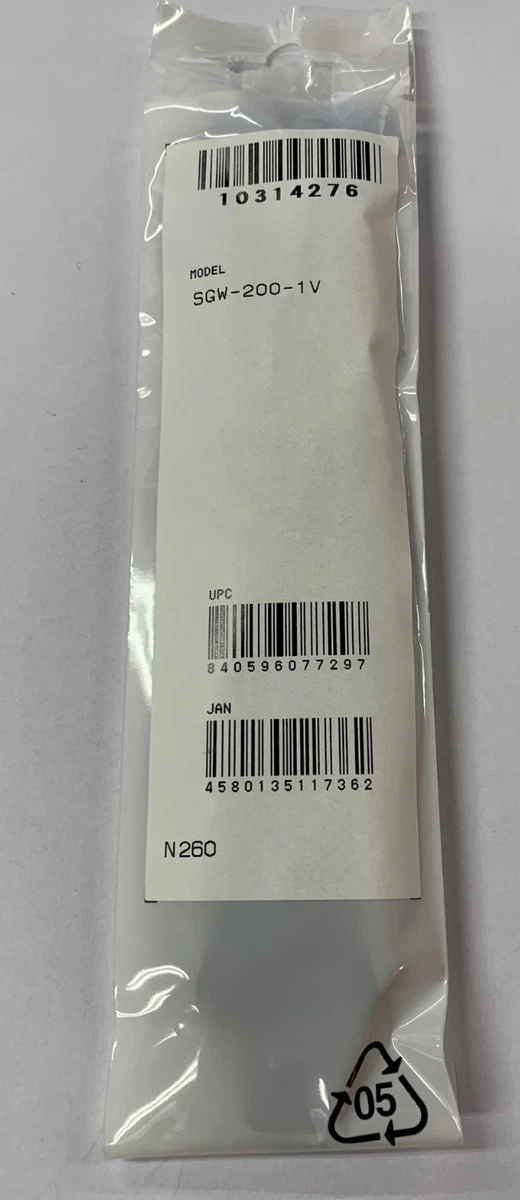 10314276
MODEL
SGW-200-1V
UPC
840596077297
JAN
4580135117362
N260
05